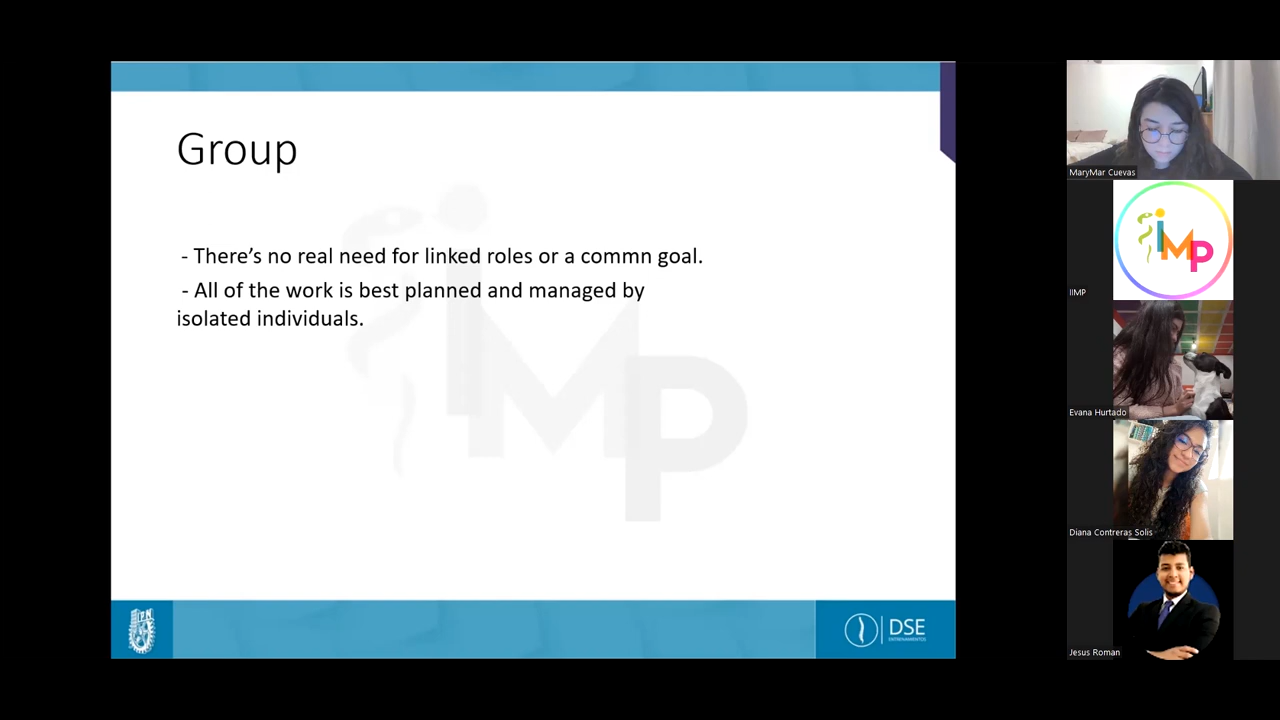 Group
- There's no real need for linked roles or a commn goal.
- All of the work is best planned and managed by
isolated individuals.
iMP
DSE
ENTRENAMIENTOS
MaryMar Cuevas
iMP
IIMP
Evana Hurtado
Diana Contreras Solis
Jesus Roman